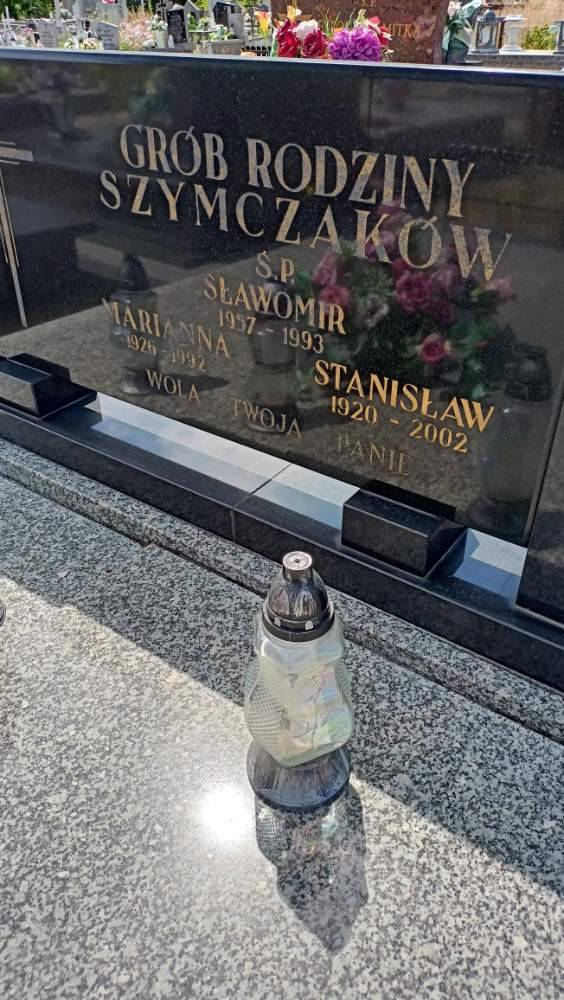 GRÓB RODZINY
SZYMCZAKÓW
Ś.P.
SŁAWOMIR
1957 - 1993
MARIANNA
1926 - 1992
STANISŁAW
1920 - 2002
WOLA TWOJA PANIE